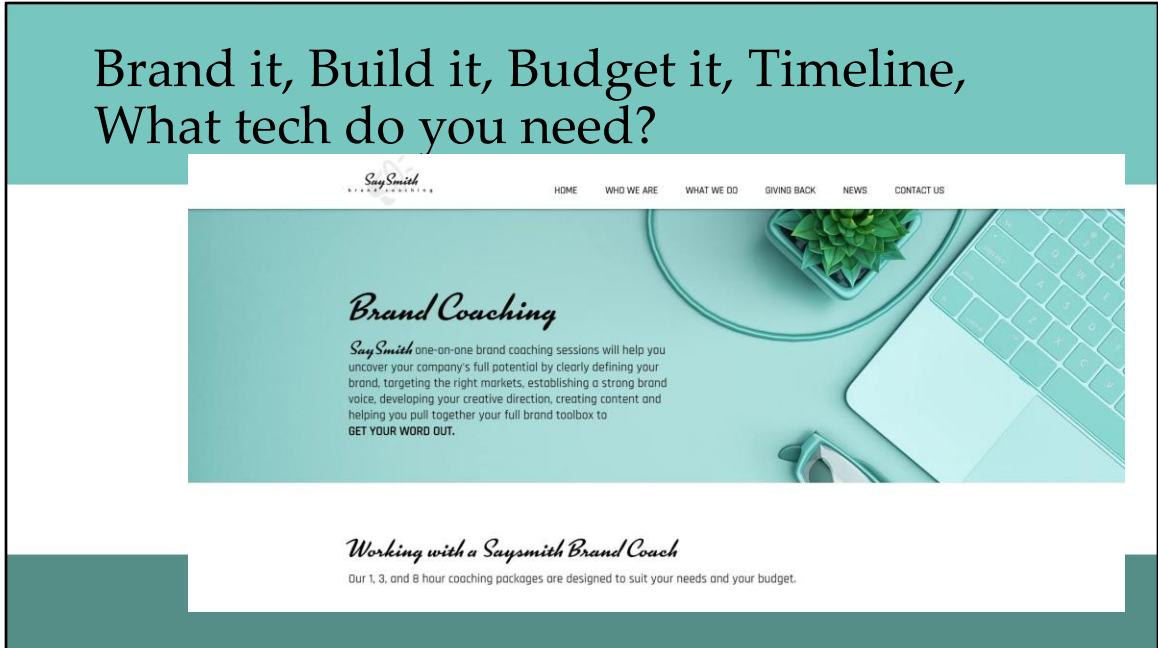 Brand it, Build it, Budget it, Timeline,
What tech do you need?
SaySmith
brand coaching
HOME WHO WE ARE WHAT WE DO GIVING BACK NEWS CONTACT US
Brand Coaching
SaySmith one-on-one brand coaching sessions will help you
uncover your company's full potential by clearly defining your
brand, targeting the right markets, establishing a strong brand
voice, developing your creative direction, creating content and
helping you pull together your full brand toolbox to
GET YOUR WORD OUT.
Working with a Saysmith Brand Coach
Our 1, 3, and 8 hour coaching packages are designed to suit your needs and your budget.